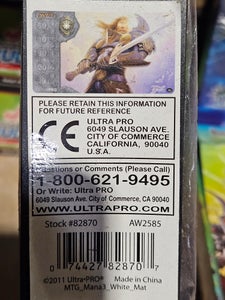 PLEASE RETAIN THIS INFORMATION
FOR FUTURE REFERENCE
CE
ULTRA PRO
6049 SLAUSON AVE.
CITY OF COMMERCE
CALIFORNIA, 90040
U.S.A.
Questions or Comments (Please Call)
1-800-621-9495
Or Write: Ultra PRO
6049 Slauson Ave. City of Commerce, CA 90040
WWW.ULTRAPRO.COM
Stock #82870
AW2585
0 74427 82870 7
©2011 Ultra•PRO® Made in China
MTG_Mana3_White_Mat